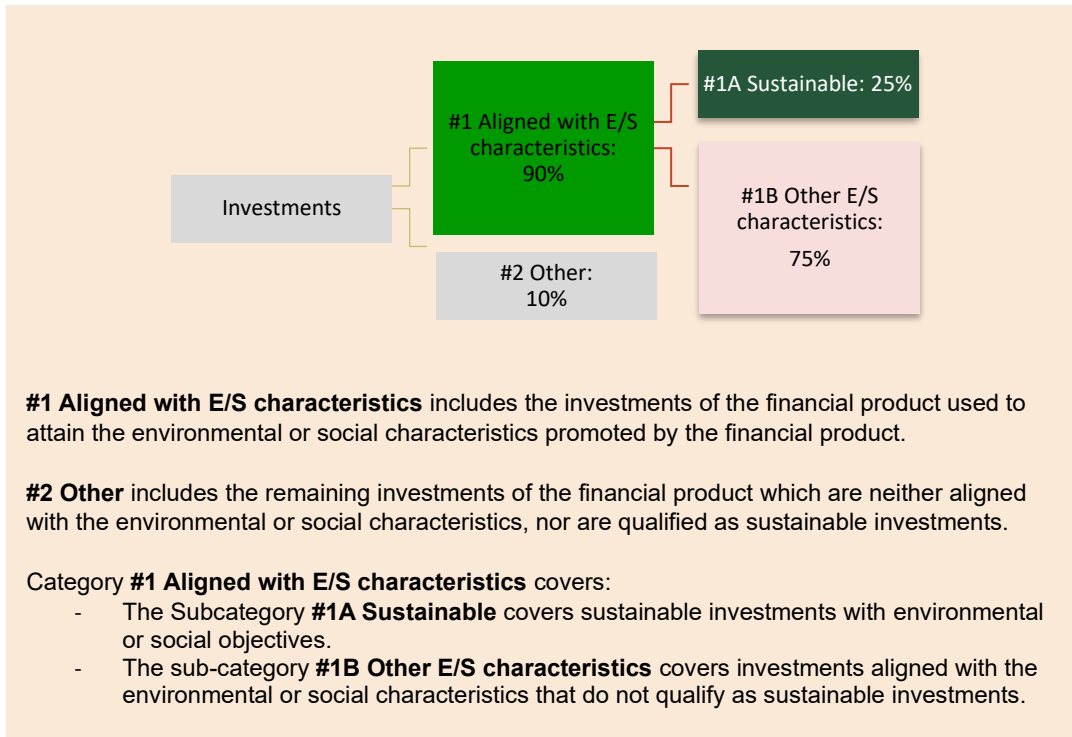 #1A Sustainable: 25%
#1 Aligned with E/S
characteristics:
90%
Investments
#1B Other E/S
characteristics:
75%
#2 Other:
10%
#1 Aligned with E/S characteristics includes the investments of the financial product used to
attain the environmental or social characteristics promoted by the financial product.
#2 Other includes the remaining investments of the financial product which are neither aligned
with the environmental or social characteristics, nor are qualified as sustainable investments.
Category #1 Aligned with E/S characteristics covers:
- The Subcategory #1A Sustainable covers sustainable investments with environmental
or social objectives.
- The sub-category #1B Other E/S characteristics covers investments aligned with the
environmental or social characteristics that do not qualify as sustainable investments.